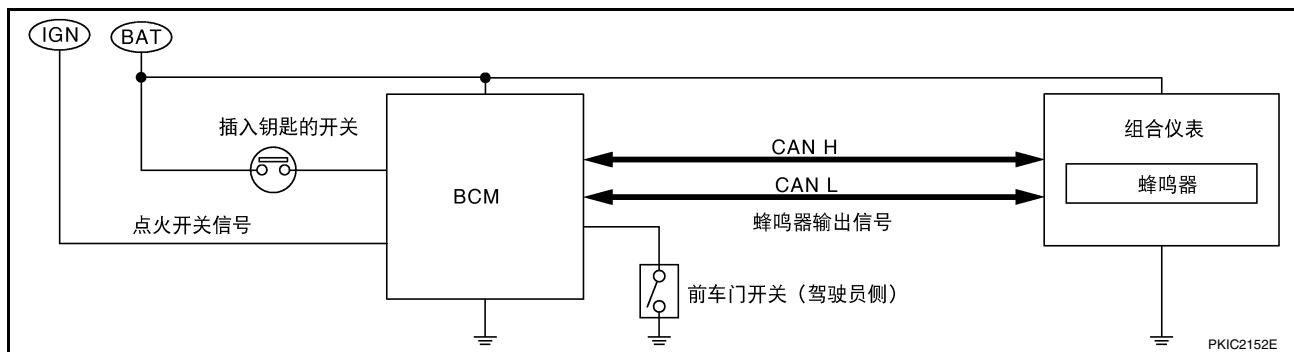 IGN
BAT
插入钥匙的开关
点火开关信号
BCM
CAN H
CAN L
蜂鸣器输出信号
前车门开关（驾驶员侧）
组合仪表
蜂鸣器
PKIC2152E